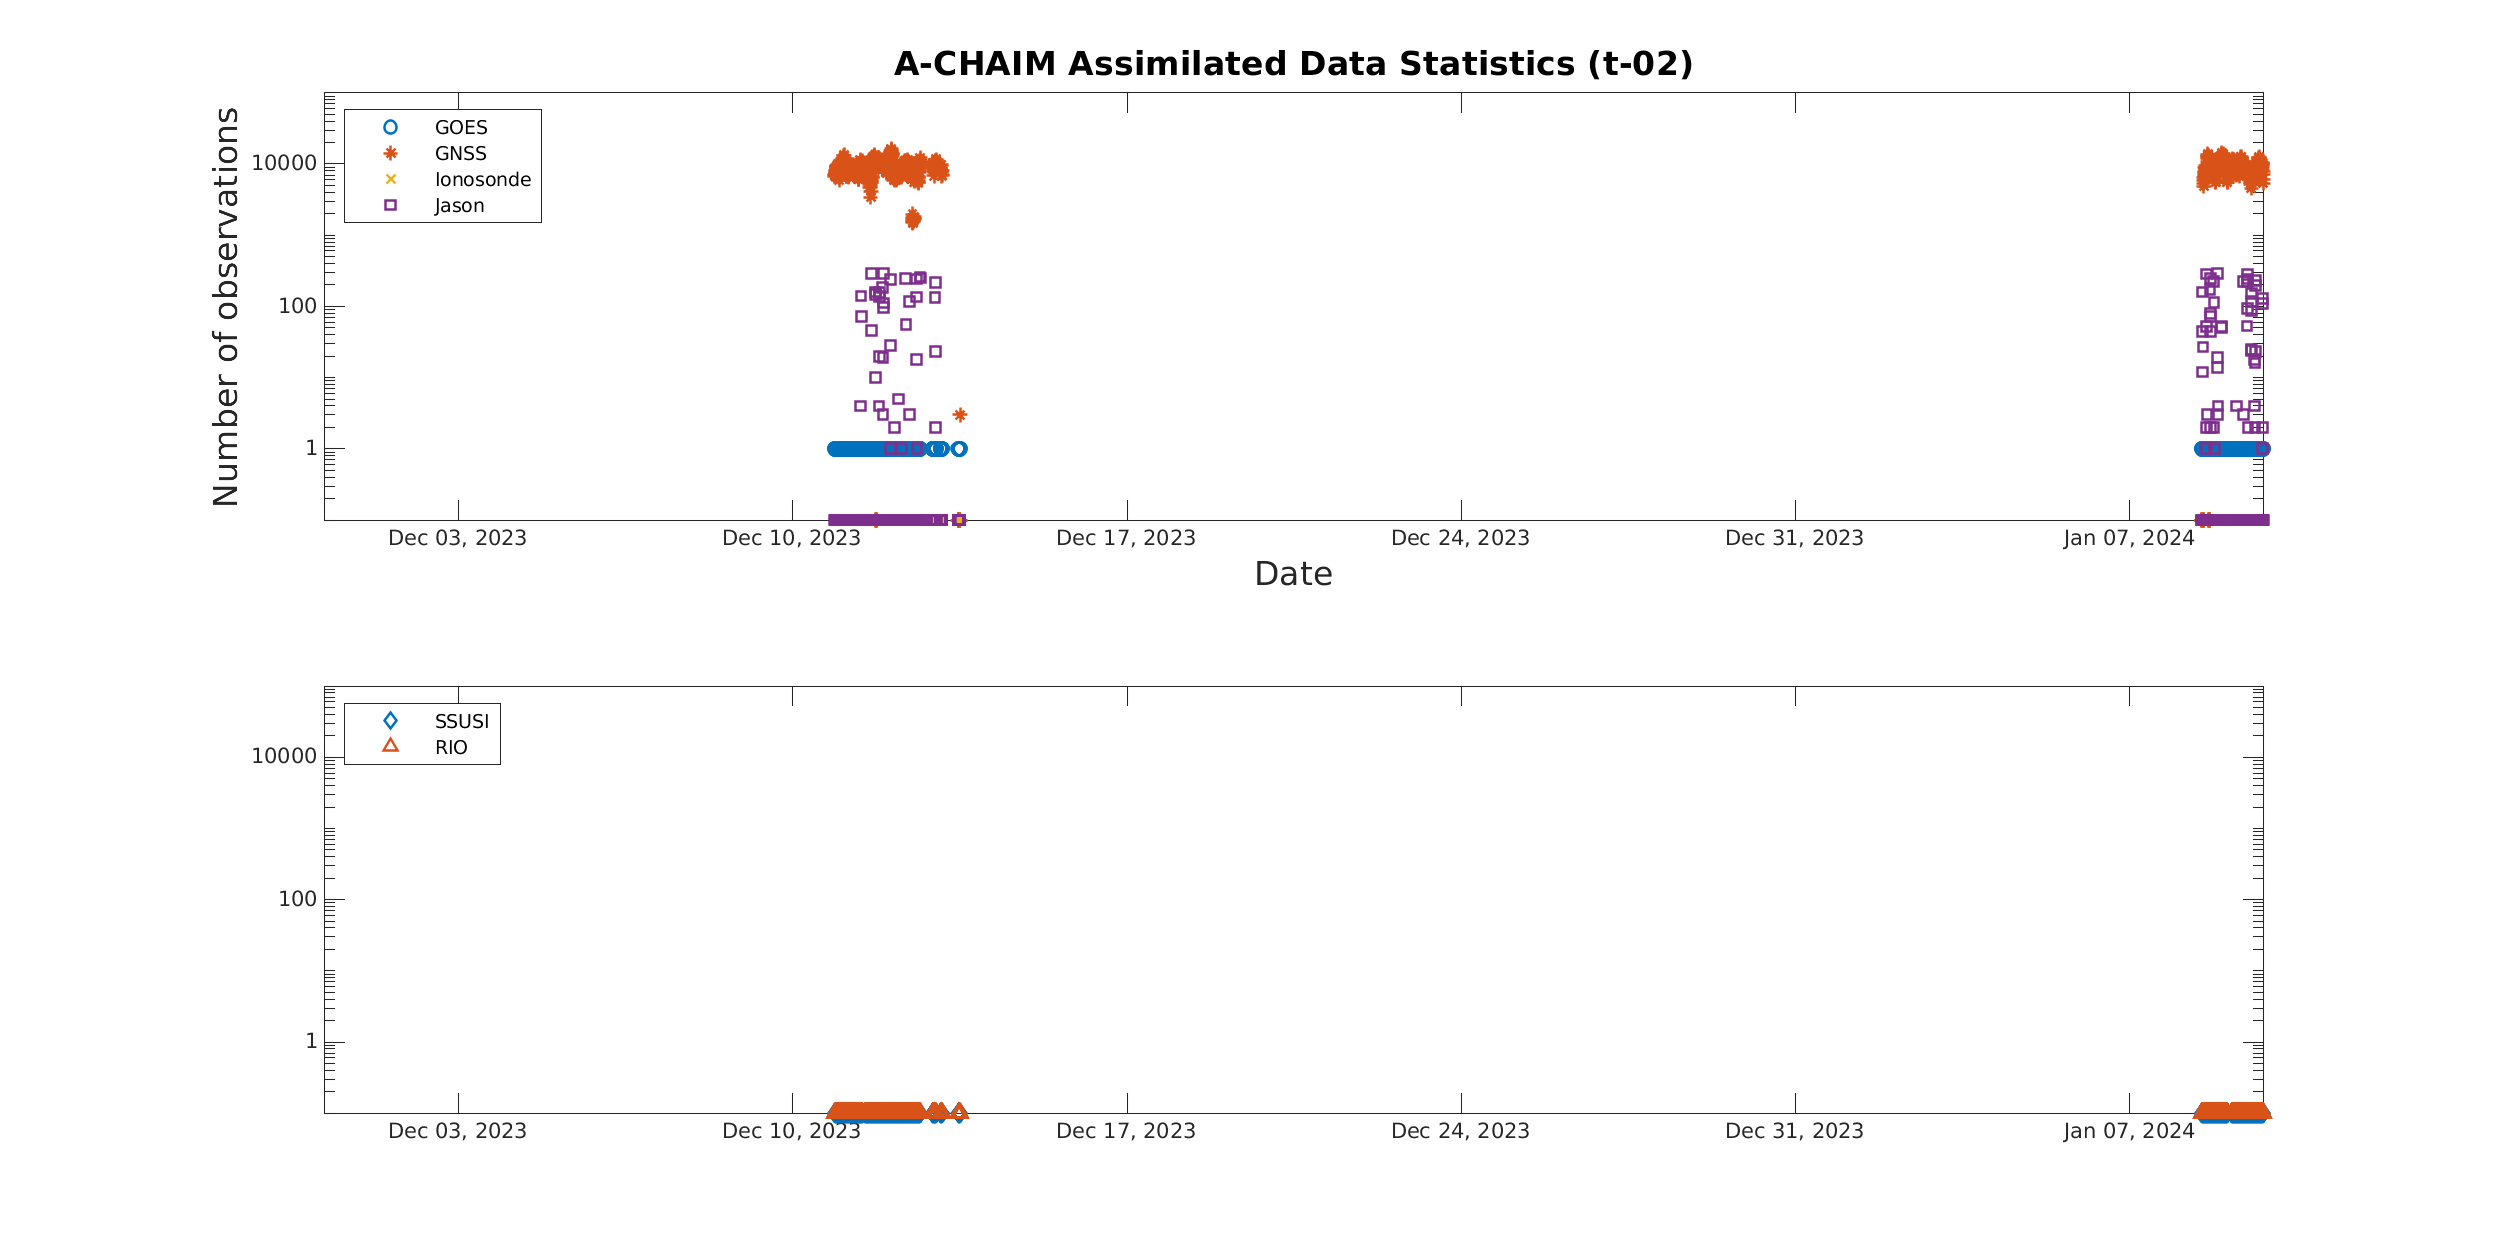 A-CHAIM Assimilated Data Statistics (t-02)
Number of observations
GOES
GNSS
Ionosonde
Jason
10000
100
1
Dec 03, 2023
Dec 10, 2023
Dec 17, 2023
Dec 24, 2023
Dec 31, 2023
Jan 07, 2024
Date
SSUSI
RIO
10000
100
1
Dec 03, 2023
Dec 10, 2023
Dec 17, 2023
Dec 24, 2023
Dec 31, 2023
Jan 07, 2024